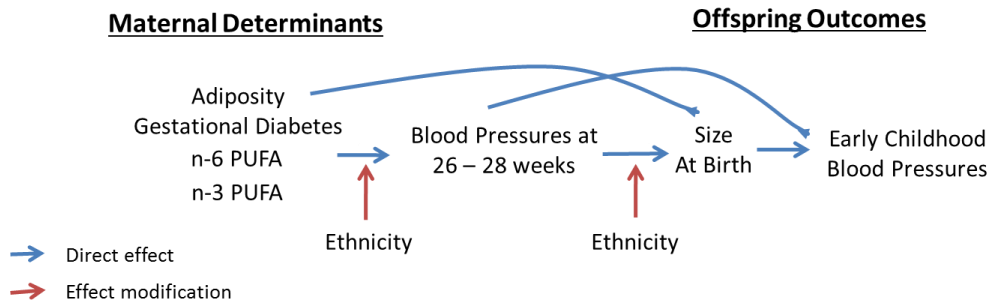 Maternal Determinants
Offspring Outcomes
Adiposity
Gestational Diabetes
n-6 PUFA
n-3 PUFA
Blood Pressures at
26 – 28 weeks
Size
At Birth
Early Childhood
Blood Pressures
Ethnicity
Ethnicity
Direct effect
Effect modification